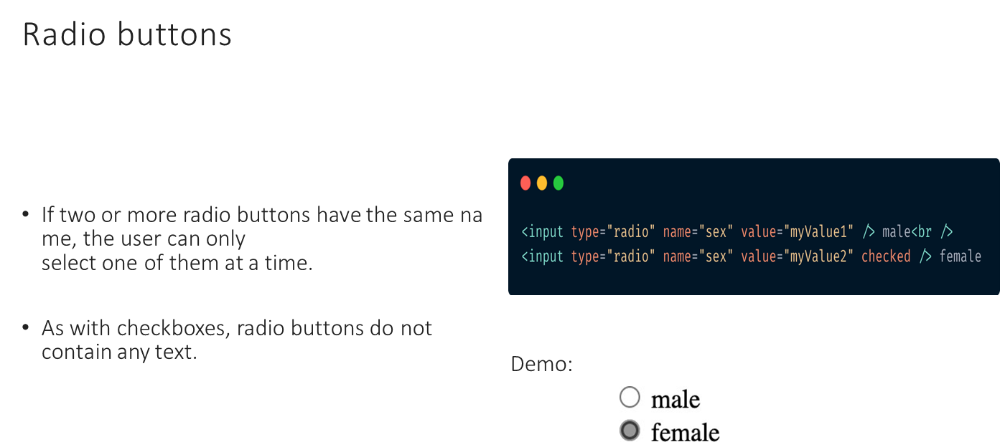 Radio buttons
• If two or more radio buttons have the same na
me, the user can only
select one of them at a time.
• As with checkboxes, radio buttons do not
contain any text.
<input type="radio" name="sex" value="myValue1" /> male<br />
<input type="radio" name="sex" value="myValue2" checked /> female
Demo:
male
female